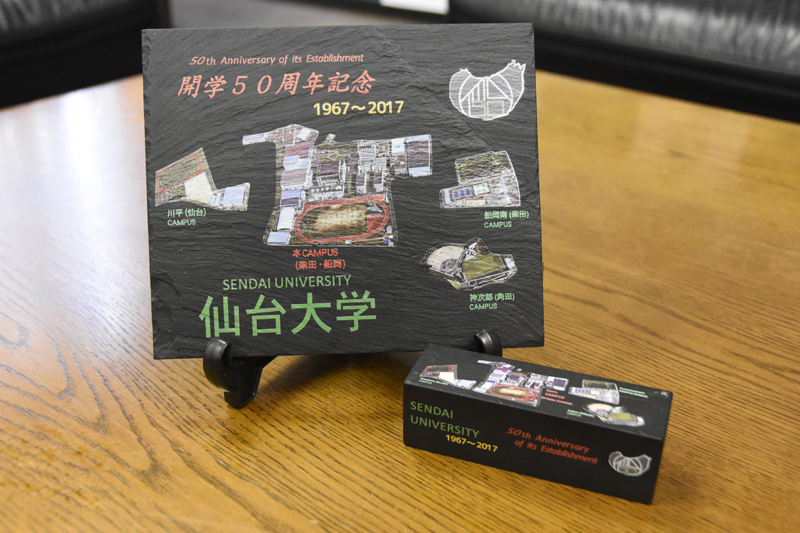 50th Anniversary of its Establishment
開学50周年記念
1967〜2017
川平(仙台)
CAMPUS
船岡南(柴田)
CAMPUS
本CAMPUS
(柴田・船岡)
神次郎(角田)
CAMPUS
SENDAI UNIVERSITY
仙台大学
SENDAI
UNIVERSITY
1967〜2017
50th Anniversary
of its Establishment